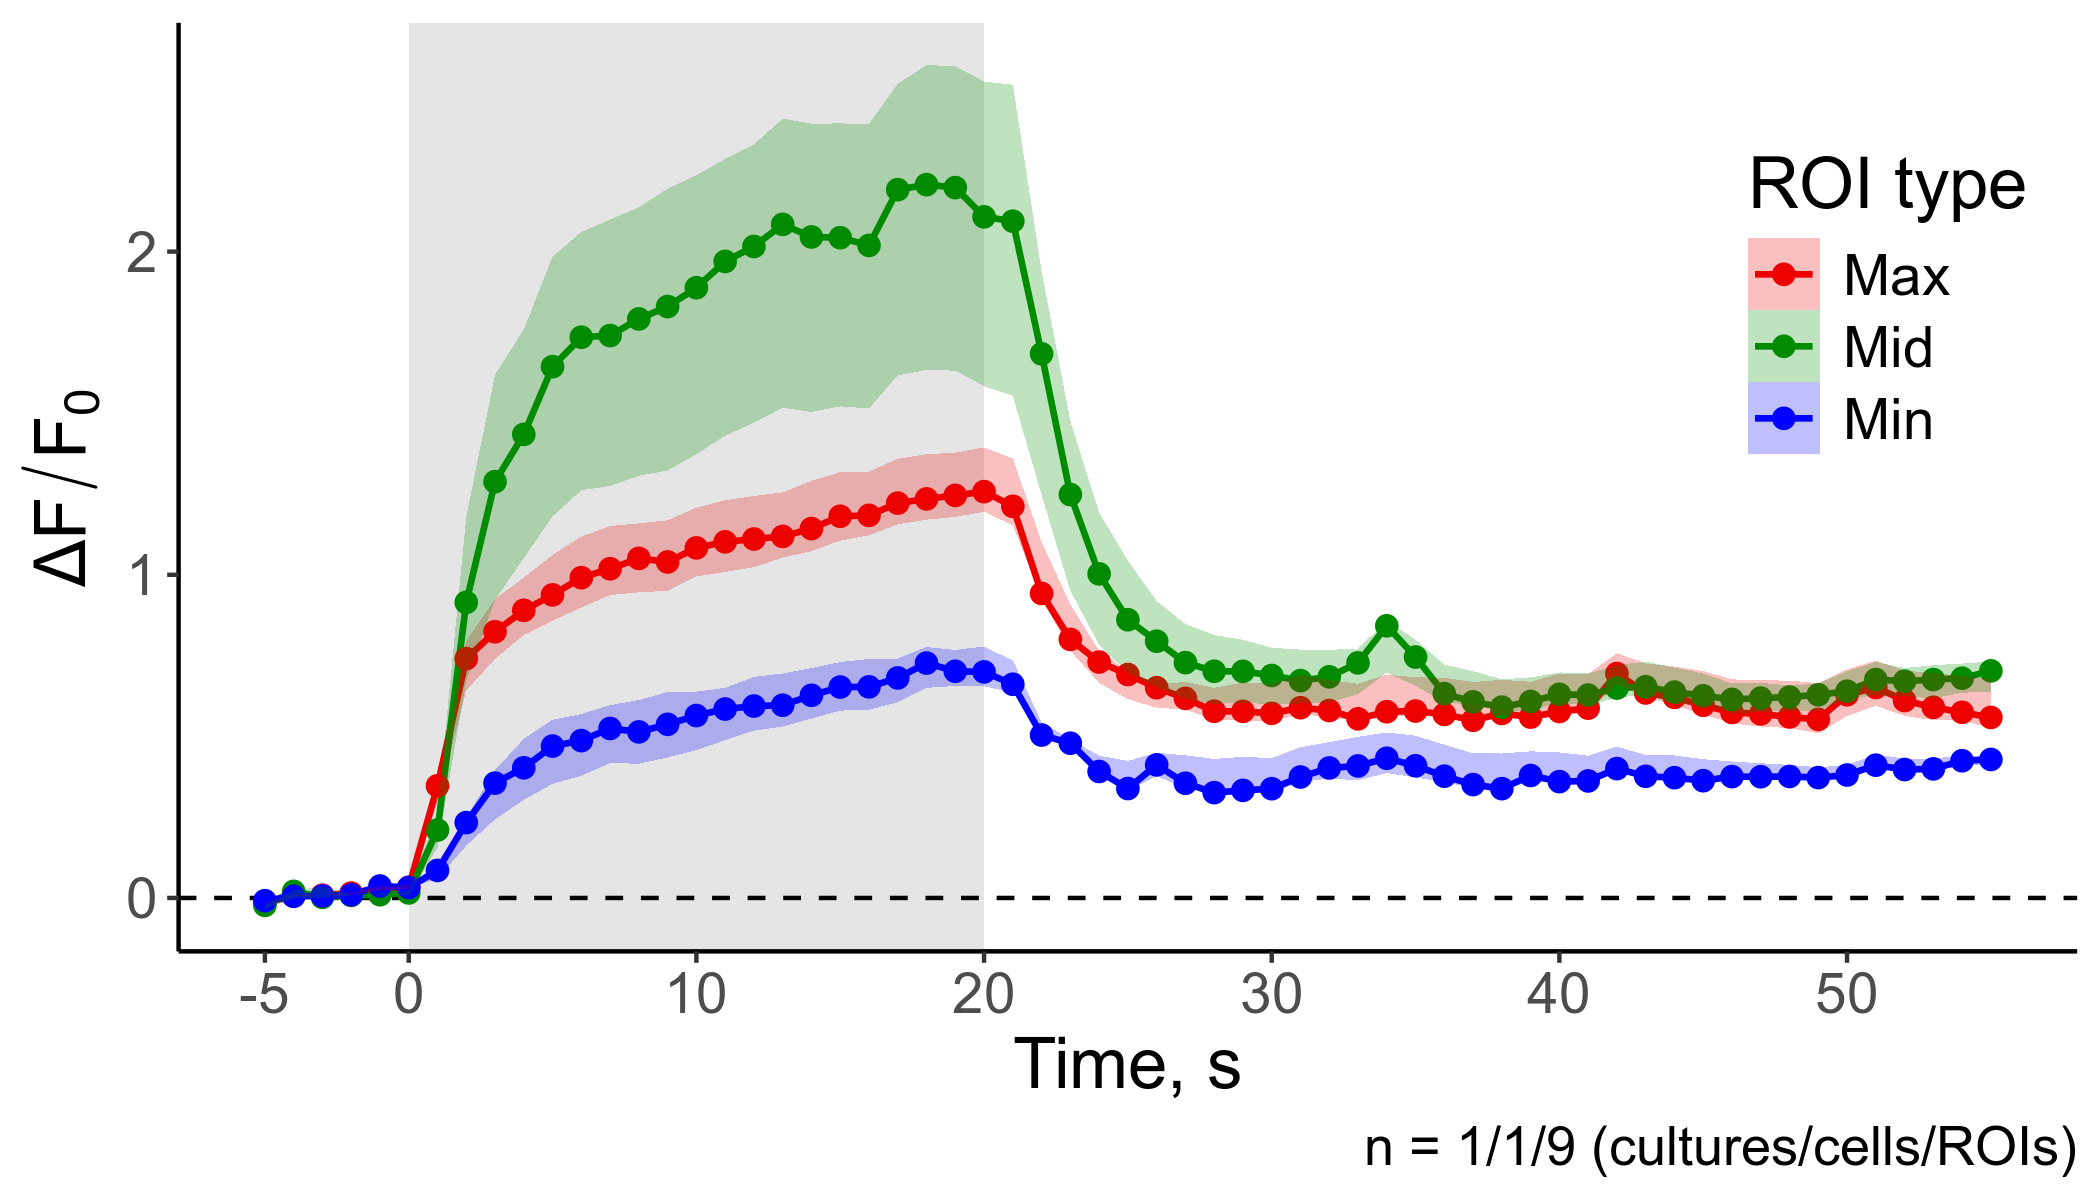 ΔF / F₀
2
1
0
-5 0 10 20 30 40 50
Time, s
ROI type
Max
Mid
Min
n = 1/1/9 (cultures/cells/ROIs)